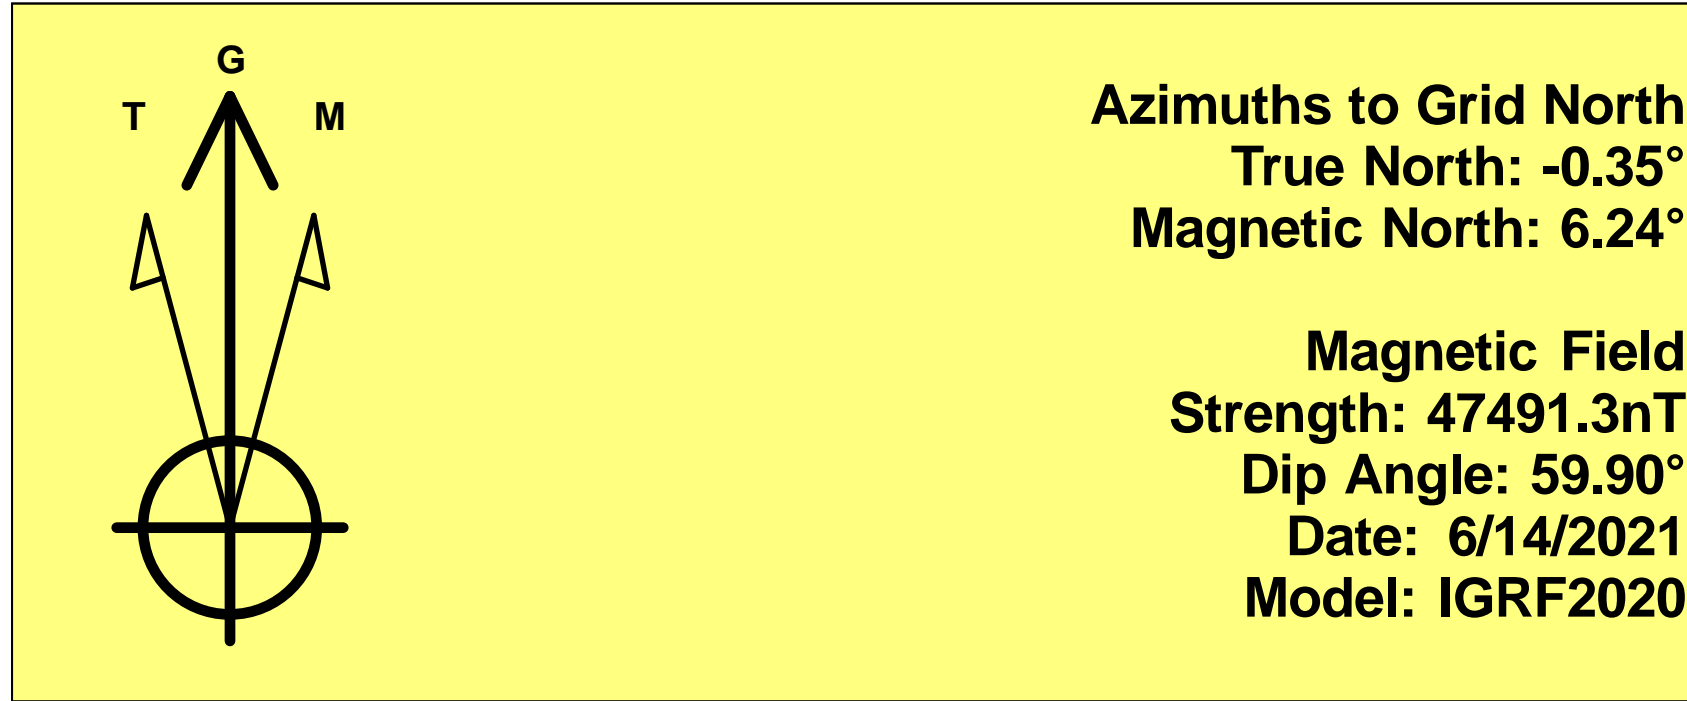 G
T M
Azimuths to Grid North
True North: -0.35°
Magnetic North: 6.24°
Magnetic Field
Strength: 47491.3nT
Dip Angle: 59.90°
Date: 6/14/2021
Model: IGRF2020